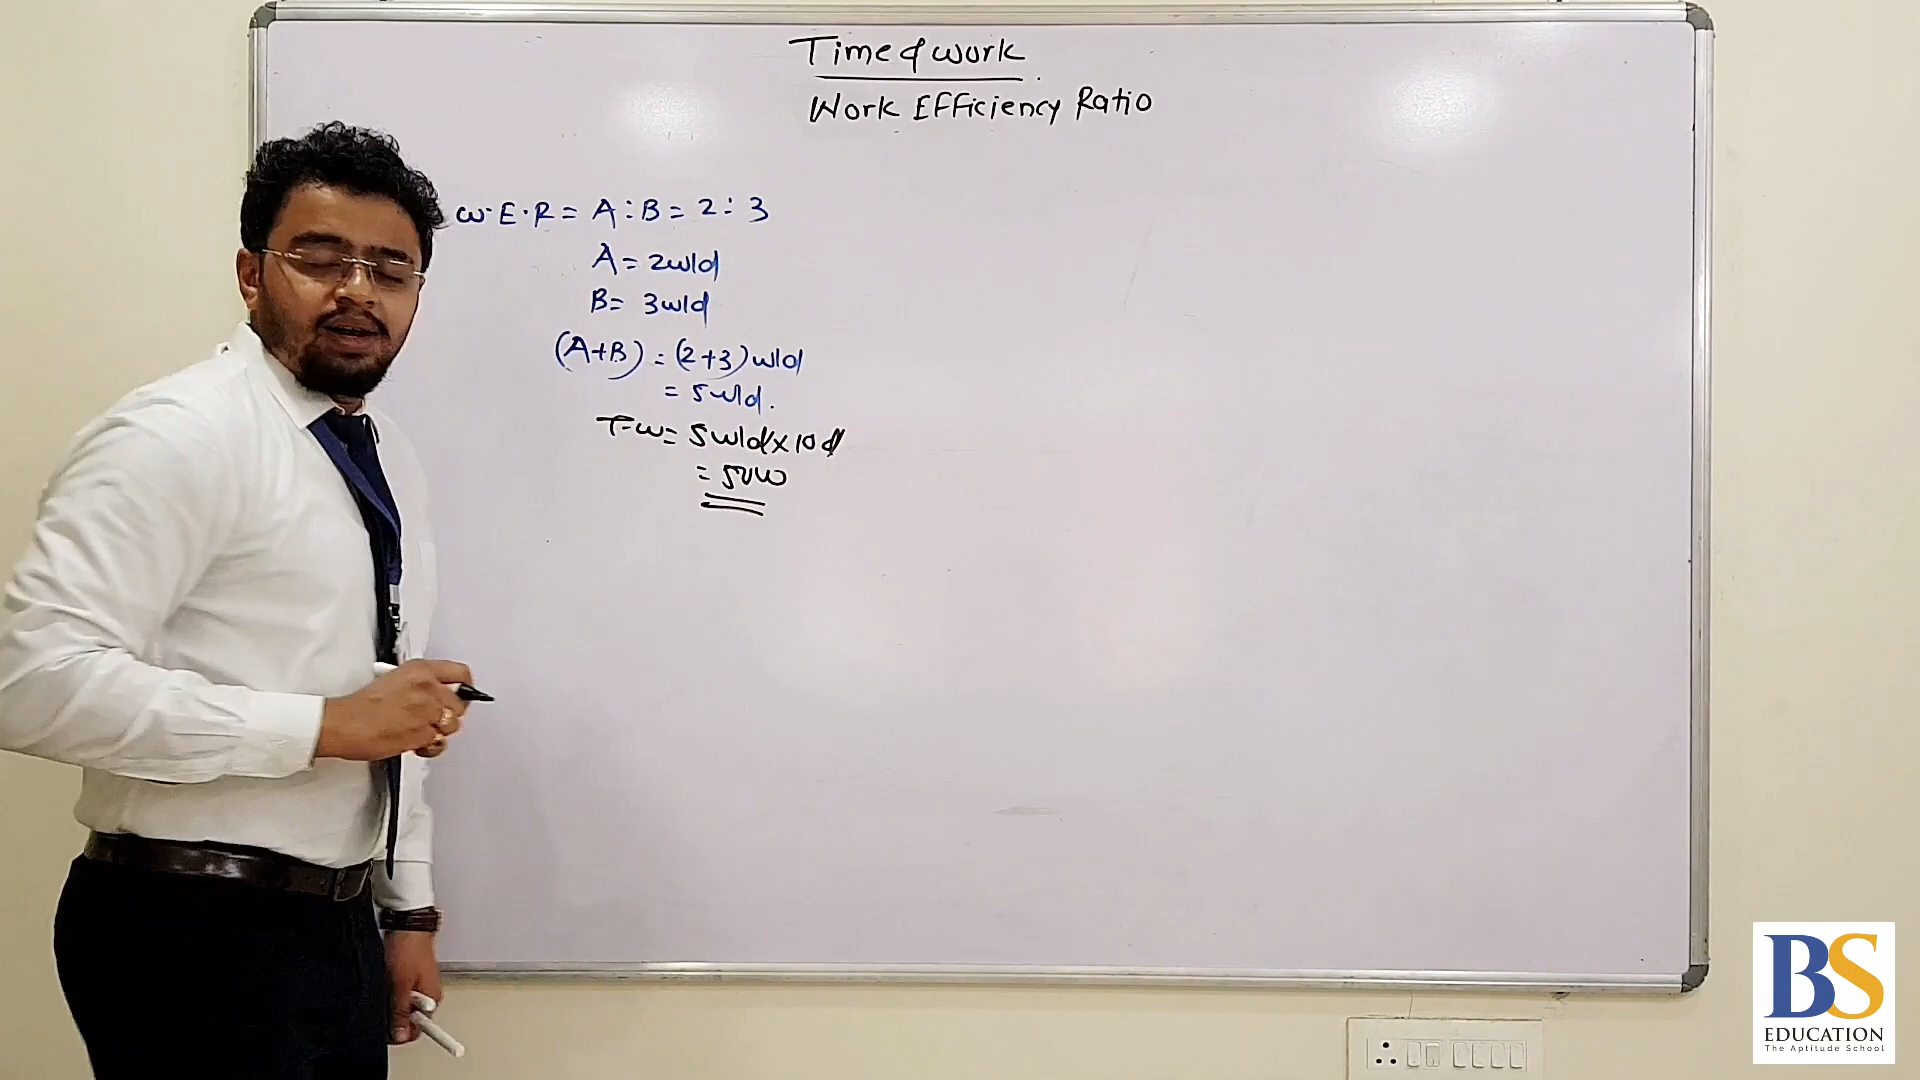 Time & work
Work Efficiency Ratio
W.E.R = A : B = 2 : 3
A = 2w/d
B = 3w/d
(A+B) = (2+3)w/d
= 5w/d.
T.w = 5w/d x 10d
= 50w
BS
EDUCATION
The Aptitude School